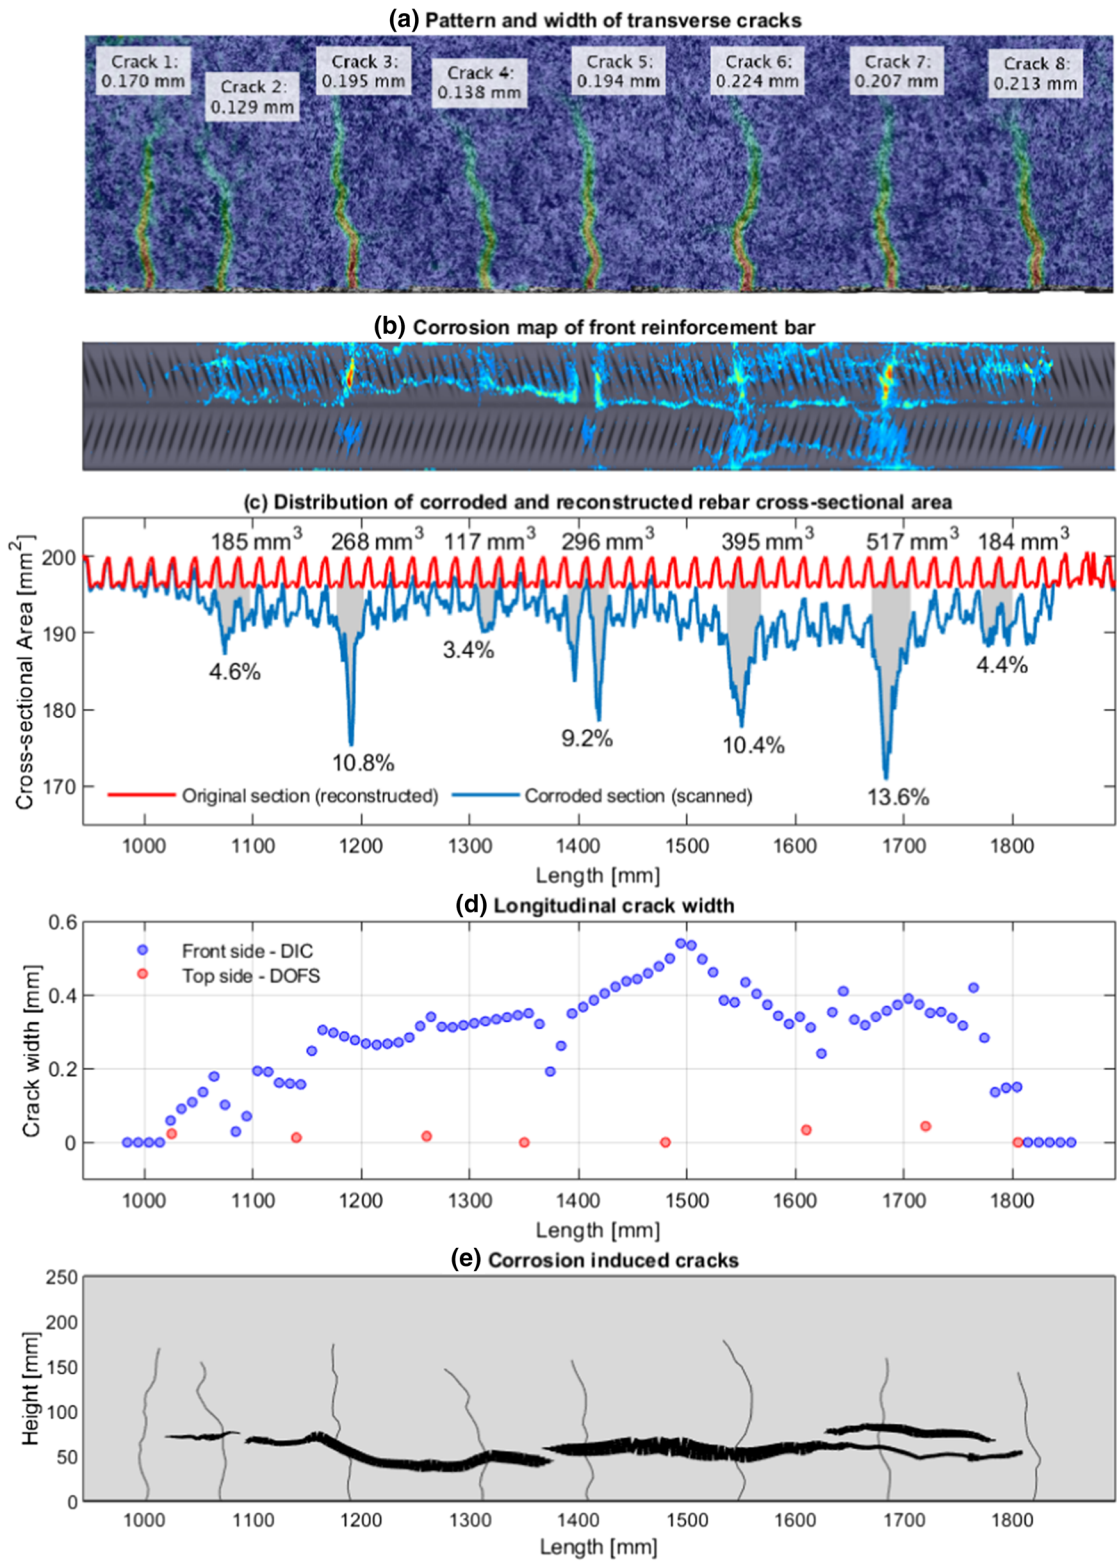 (a) Pattern and width of transverse cracks
Crack 1:
0.170 mm
Crack 2:
0.129 mm
Crack 3:
0.195 mm
Crack 4:
0.138 mm
Crack 5:
0.194 mm
Crack 6:
0.224 mm
Crack 7:
0.207 mm
Crack 8:
0.213 mm
(b) Corrosion map of front reinforcement bar
(c) Distribution of corroded and reconstructed rebar cross-sectional area
Cross-sectional Area [mm²]
200
190
180
170
185 mm³ 268 mm³ 117 mm³ 296 mm³ 395 mm³ 517 mm³ 184 mm³
4.6%
10.8%
3.4%
9.2%
10.4%
13.6%
4.4%
Original section (reconstructed)
Corroded section (scanned)
1000 1100 1200 1300 1400 1500 1600 1700 1800
Length [mm]
(d) Longitudinal crack width
Crack width [mm]
0.6
0.4
0.2
0
Front side - DIC
Top side - DOFS
1000 1100 1200 1300 1400 1500 1600 1700 1800
Length [mm]
(e) Corrosion induced cracks
Height [mm]
250
200
150
100
50
0
1000 1100 1200 1300 1400 1500 1600 1700 1800
Length [mm]